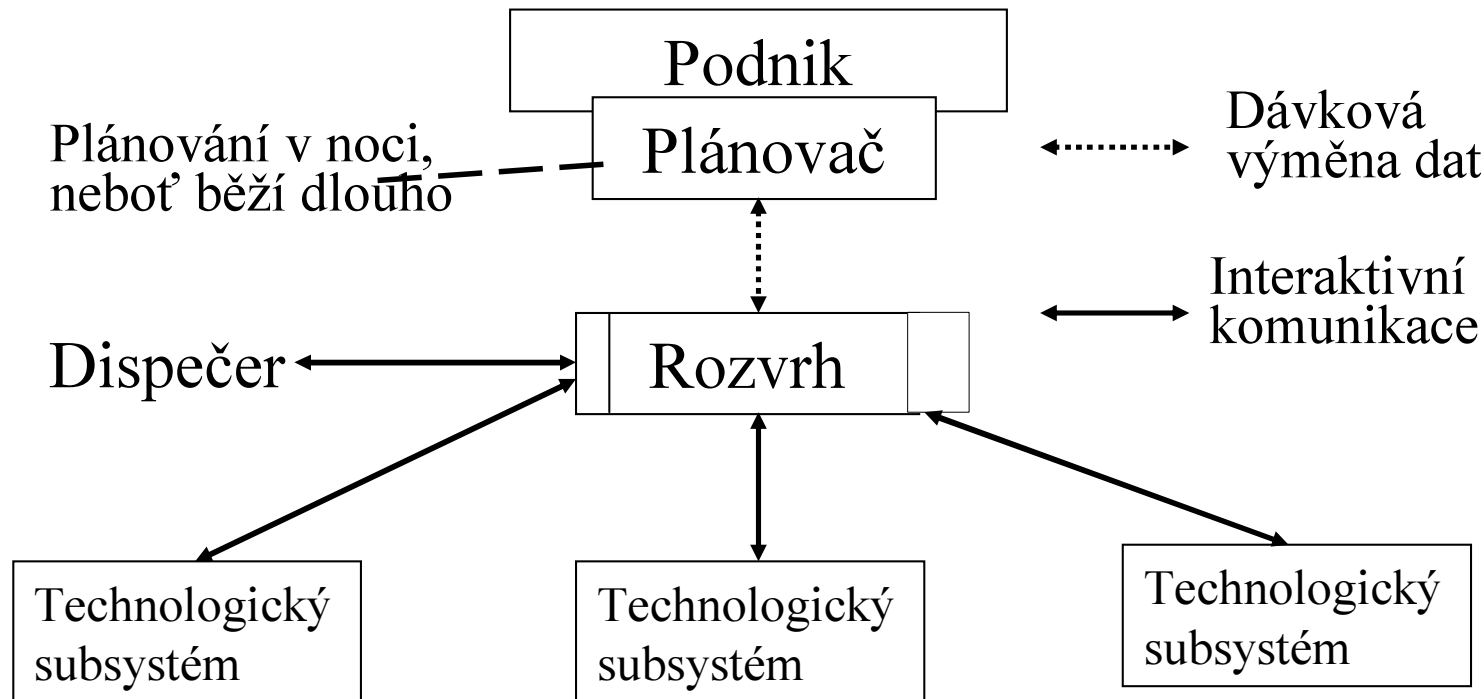 Podnik
Plánovač
Plánování v noci,
neboť běží dlouho
Dávková
výměna dat
Interaktivní
komunikace
Dispečer
Rozvrh
Technologický
subsystém
Technologický
subsystém
Technologický
subsystém